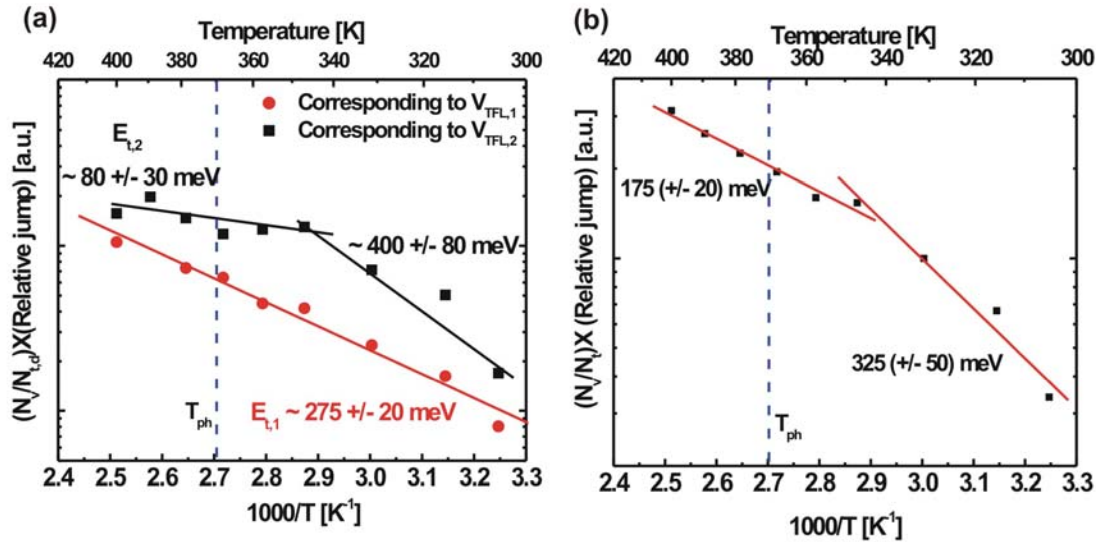 (a)
Temperature [K]
420 400 380 360 340 320 300
Corresponding to V_TFL,1
Corresponding to V_TFL,2
E_t,2
~ 80 +/- 30 meV
~ 400 +/- 80 meV
E_t,1 ~ 275 +/- 20 meV
T_ph
(N_v/N_t,d)X(Relative jump) [a.u.]
2.4 2.5 2.6 2.7 2.8 2.9 3.0 3.1 3.2 3.3
1000/T [K^-1]
(b)
Temperature [K]
420 400 380 360 340 320 300
175 (+/- 20) meV
325 (+/- 50) meV
T_ph
(N_v/N_t)X (Relative jump) [a.u.]
2.4 2.5 2.6 2.7 2.8 2.9 3.0 3.1 3.2 3.3
1000/T [K^-1]